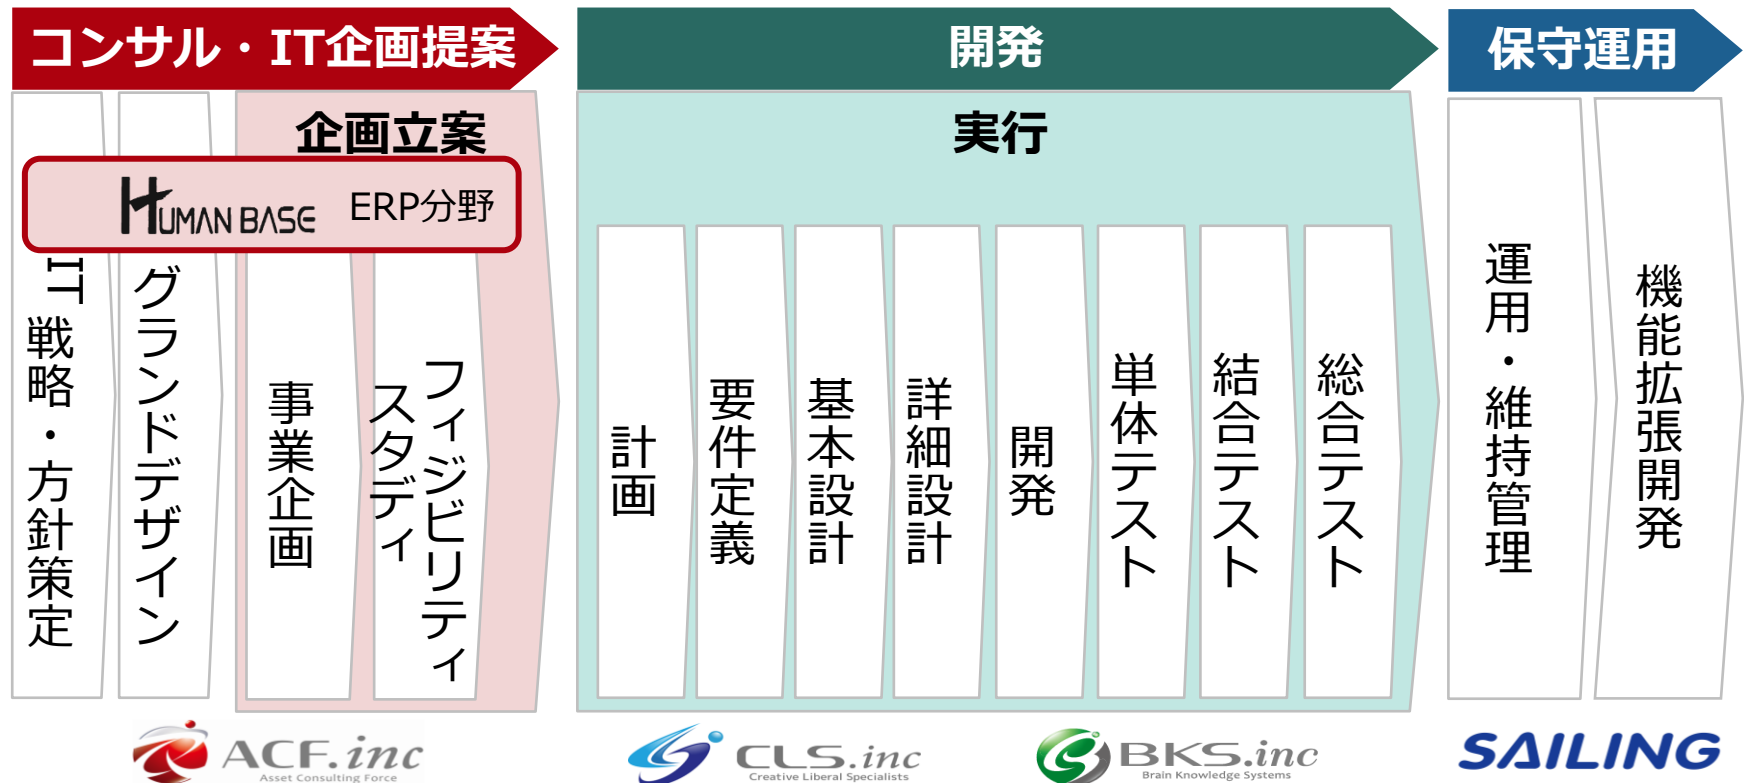 コンサル・IT企画提案
開発
保守運用
企画立案
実行
HUMAN BASE ERP分野
IT戦略・方針策定
グランドデザイン
事業企画
フィジビリティ
スタディ
計画
要件定義
基本設計
詳細設計
開発
単体テスト
結合テスト
総合テスト
運用・維持管理
機能拡張開発
ACF.inc
Asset Consulting Force
CLS.inc
Creative Liberal Specialists
BKS.inc
Brain Knowledge Systems
SAILING